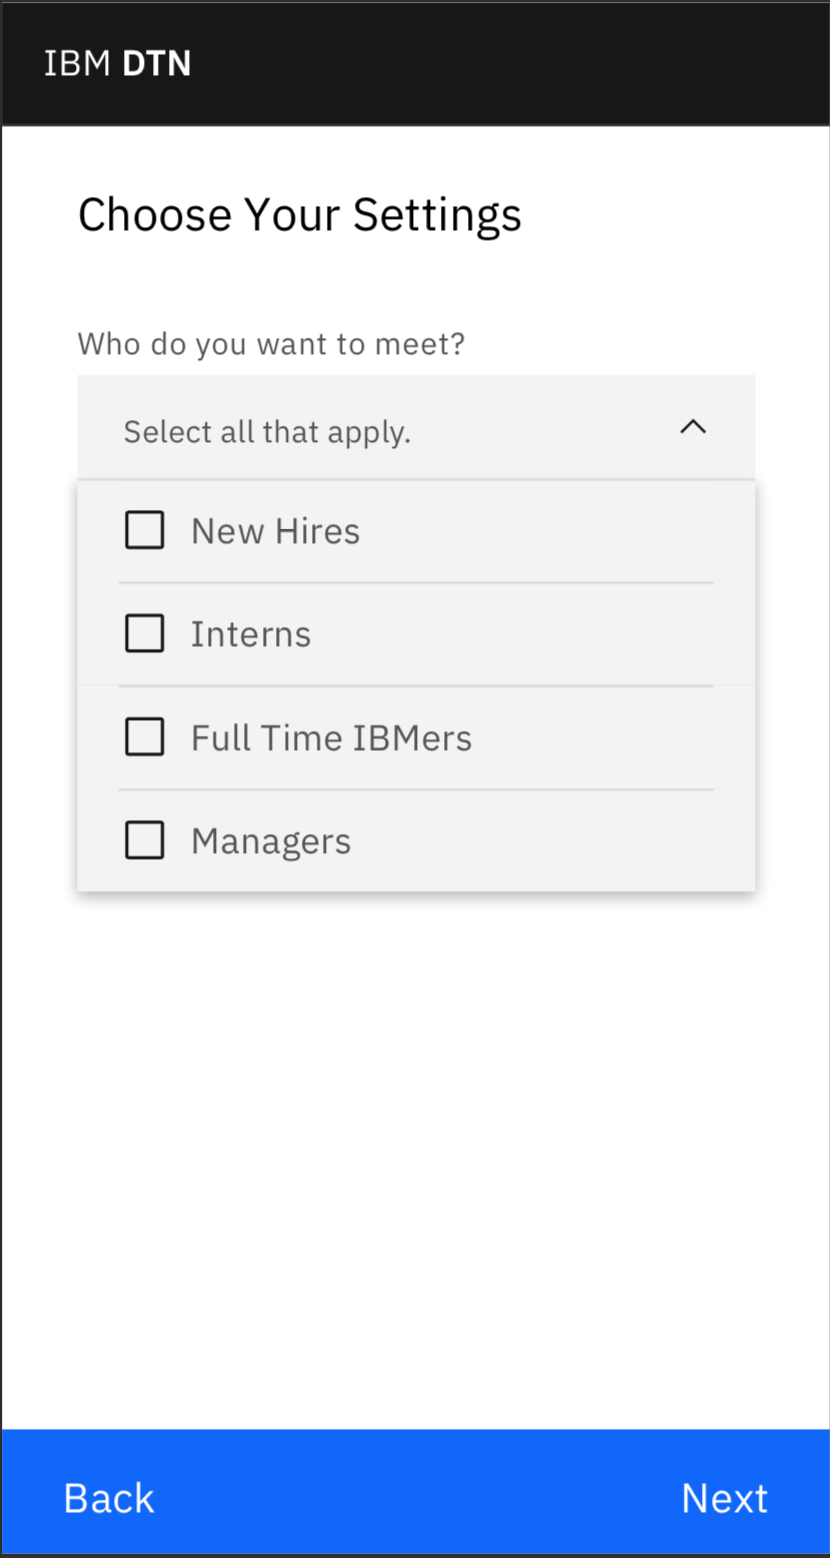 IBM DTN
Choose Your Settings
Who do you want to meet?
Select all that apply.
New Hires
Interns
Full Time IBMers
Managers
Back Next